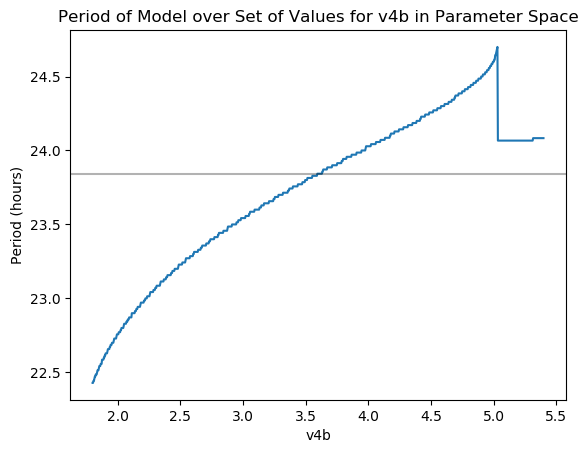 Period of Model over Set of Values for v4b in Parameter Space
24.5
24.0
23.5
23.0
22.5
Period (hours)
2.0 2.5 3.0 3.5 4.0 4.5 5.0 5.5
v4b